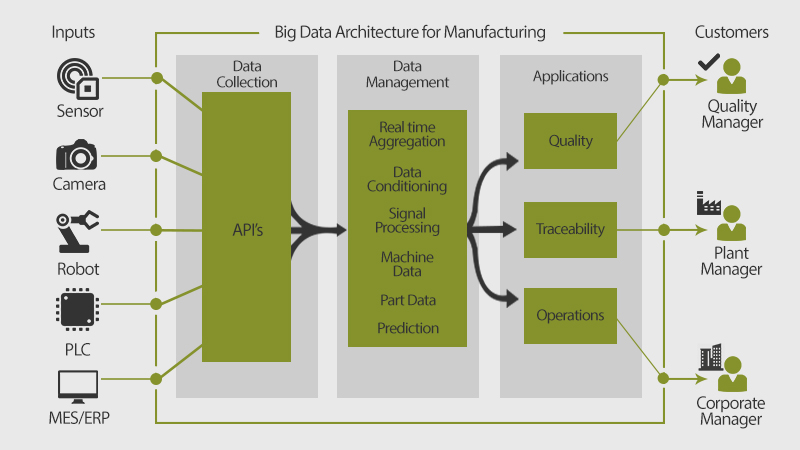 Inputs
Big Data Architecture for Manufacturing
Customers
Sensor
Camera
Robot
PLC
MES/ERP
Data
Collection
API's
Data
Management
Real time
Aggregation
Data
Conditioning
Signal
Processing
Machine
Data
Part Data
Prediction
Applications
Quality
Traceability
Operations
Quality
Manager
Plant
Manager
Corporate
Manager